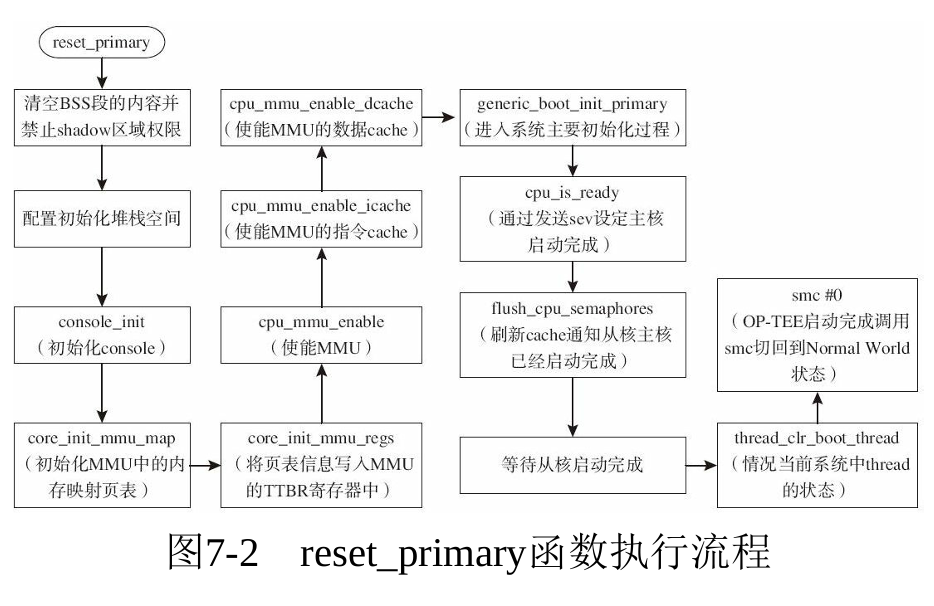 reset_primary
清空BSS段的内容并
禁止shadow区域权限
配置初始化堆栈空间
console_init
（初始化console）
core_init_mmu_map
（初始化MMU中的内
存映射页表）
core_init_mmu_regs
（将页表信息写入MMU
的TTBR寄存器中）
cpu_mmu_enable
（使能MMU）
cpu_mmu_enable_icache
（使能MMU的指令cache）
cpu_mmu_enable_dcache
（使能MMU的数据cache）
generic_boot_init_primary
（进入系统主要初始化过程）
cpu_is_ready
（通过发送sev设定主核
启动完成）
flush_cpu_semaphores
（刷新cache通知从核主核
已经启动完成）
等待从核启动完成
thread_clr_boot_thread
（情况当前系统中thread
的状态）
smc #0
（OP-TEE启动完成调用
smc切回到Normal World
状态）
图7-2 reset_primary函数执行流程